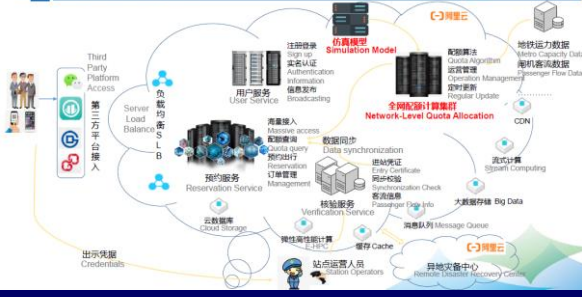 Third
Party
Platform
Access
第三方平台接入
负载均衡SLB
Server
Load
Balance
用户服务
User Service
注册登录
Sign up
实名认证
Authentication
Information
信息发布
Broadcasting
仿真模型
Simulation Model
阿里云
配额算法
Quota Algorithm
运营管理
Operation Management
定时更新
Regular Update
地铁运力数据
Metro Capacity Data
闸机客流数据
Passenger Flow Data
全网配额计算集群
Network-Level Quota Allocation
CDN
海量接入
Massive access
配额查询
Quota query
预约出行
Reservation
订单管理
Management
预约服务
Reservation Service
数据同步
Data synchronization
进站凭证
Entry Certificate
同步核验
Synchronization Check
客流信息
Passenger Flow Info
核验服务
Verification Service
流式计算
Stream Computing
大数据存储 Big Data
云数据库
Cloud Storage
弹性高性能计算
E-HPC
缓存 Cache
消息队列 Message Queue
阿里云
出示凭据
Credentials
站点运营人员
Station Operators
异地灾备中心
Remote Disaster Recovery Center